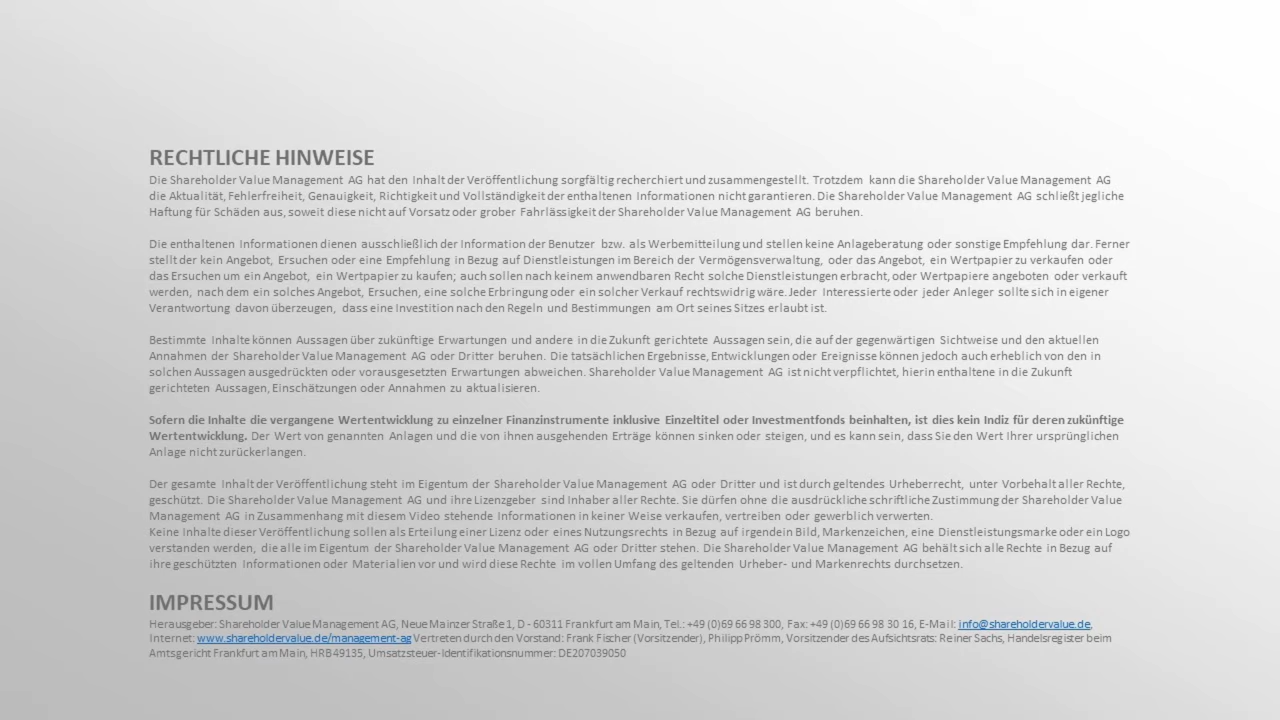 RECHTLICHE HINWEISE
Die Shareholder Value Management AG hat den Inhalt der Veröffentlichung sorgfältig recherchiert und zusammengestellt. Trotzdem kann die Shareholder Value Management AG
die Aktualität, Fehlerfreiheit, Genauigkeit, Richtigkeit und Vollständigkeit der enthaltenen Informationen nicht garantieren. Die Shareholder Value Management AG schließt jegliche
Haftung für Schäden aus, soweit diese nicht auf Vorsatz oder grober Fahrlässigkeit der Shareholder Value Management AG beruhen.
Die enthaltenen Informationen dienen ausschließlich der Information der Benutzer bzw. als Werbemitteilung und stellen keine Anlageberatung oder sonstige Empfehlung dar. Ferner
stellt der kein Angebot, Ersuchen oder eine Empfehlung in Bezug auf Dienstleistungen im Bereich der Vermögensverwaltung, oder das Angebot, ein Wertpapier zu verkaufen oder
das Ersuchen um ein Angebot, ein Wertpapier zu kaufen; auch sollen nach keinem anwendbaren Recht solche Dienstleistungen erbracht, oder Wertpapiere angeboten oder verkauft
werden, nach dem ein solches Angebot, Ersuchen, eine solche Erbringung oder ein solcher Verkauf rechtswidrig wäre. Jeder Interessierte oder jeder Anleger sollte sich in eigener
Verantwortung davon überzeugen, dass eine Investition nach den Regeln und Bestimmungen am Ort seines Sitzes erlaubt ist.
Bestimmte Inhalte können Aussagen über zukünftige Erwartungen und andere in die Zukunft gerichtete Aussagen sein, die auf der gegenwärtigen Sichtweise und den aktuellen
Annahmen der Shareholder Value Management AG oder Dritter beruhen. Die tatsächlichen Ergebnisse, Entwicklungen oder Ereignisse können jedoch auch erheblich von den in
solchen Aussagen ausgedrückten oder vorausgesetzten Erwartungen abweichen. Shareholder Value Management AG ist nicht verpflichtet, hierin enthaltene in die Zukunft
gerichteten Aussagen, Einschätzungen oder Annahmen zu aktualisieren.
Sofern die Inhalte die vergangene Wertentwicklung zu einzelner Finanzinstrumente inklusive Einzeltitel oder Investmentfonds beinhalten, ist dies kein Indiz für deren zukünftige
Wertentwicklung. Der Wert von genannten Anlagen und die von ihnen ausgehenden Erträge können sinken oder steigen, und es kann sein, dass Sie den Wert Ihrer ursprünglichen
Anlage nicht zurückerlangen.
Der gesamte Inhalt der Veröffentlichung steht im Eigentum der Shareholder Value Management AG oder Dritter und ist durch geltendes Urheberrecht, unter Vorbehalt aller Rechte,
geschützt. Die Shareholder Value Management AG und ihre Lizenzgeber sind Inhaber aller Rechte. Sie dürfen ohne die ausdrückliche schriftliche Zustimmung der Shareholder Value
Management AG in Zusammenhang mit diesem Video stehende Informationen in keiner Weise verkaufen, vertreiben oder gewerblich verwerten.
Keine Inhalte dieser Veröffentlichung sollen als Erteilung einer Lizenz oder eines Nutzungsrechts in Bezug auf irgendein Bild, Markenzeichen, eine Dienstleistungsmarke oder ein Logo
verstanden werden, die alle im Eigentum der Shareholder Value Management AG oder Dritter stehen. Die Shareholder Value Management AG behält sich alle Rechte in Bezug auf
ihre geschützten Informationen oder Materialien vor und wird diese Rechte im vollen Umfang des geltenden Urheber- und Markenrechts durchsetzen.
IMPRESSUM
Herausgeber: Shareholder Value Management AG, Neue Mainzer Straße 1, D - 60311 Frankfurt am Main, Tel.: +49 (0)69 66 98 300, Fax: +49 (0)69 66 98 30 16, E-Mail: info@shareholdervalue.de,
Internet: www.shareholdervalue.de/management-ag Vertreten durch den Vorstand: Frank Fischer (Vorsitzender), Philipp Prömm, Vorsitzender des Aufsichtsrats: Reiner Sachs, Handelsregister beim
Amtsgericht Frankfurt am Main, HRB 49135, Umsatzsteuer-Identifikationsnummer: DE207039050